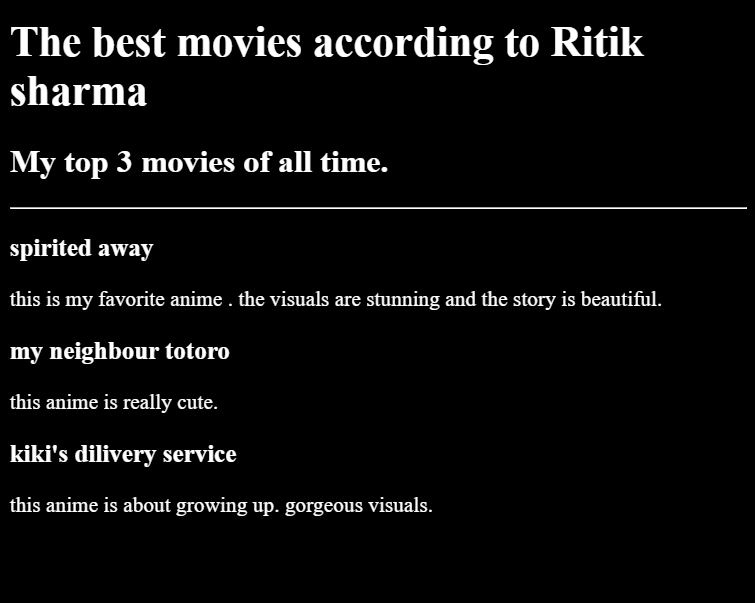 The best movies according to Ritik
sharma
My top 3 movies of all time.
spirited away
this is my favorite anime . the visuals are stunning and the story is beautiful.
my neighbour totoro
this anime is really cute.
kiki's dilivery service
this anime is about growing up. gorgeous visuals.